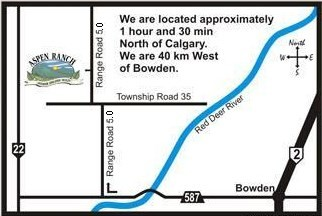 We are located approximately
1 hour and 30 min
North of Calgary.
We are 40 km West
of Bowden.
ASPEN RANCH
Range Road 5.0
North
W
E
S
Township Road 35
Range Road 5.0
Red Deer River
22
2
587
Bowden